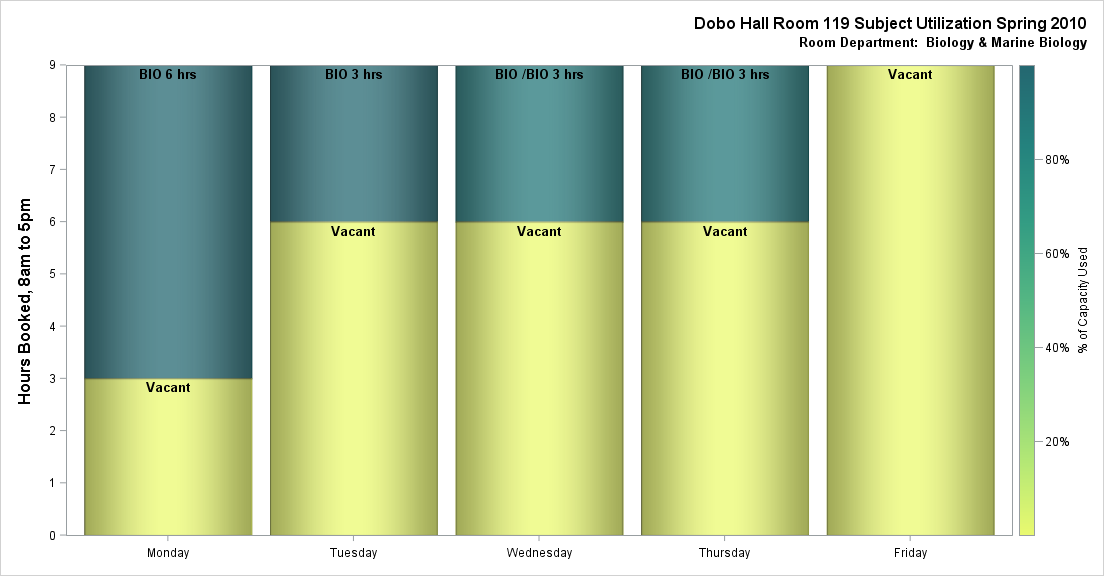 Dobo Hall Room 119 Subject Utilization Spring 2010
Room Department:  Biology & Marine Biology
Hours Booked, 8am to 5pm
9
8
7
6
5
4
3
2
1
0
BIO 6 hrs
BIO 3 hrs
BIO /BIO 3 hrs
BIO /BIO 3 hrs
Vacant
Vacant
Vacant
Vacant
Vacant
Monday
Tuesday
Wednesday
Thursday
Friday
80%
60%
40%
20%
% of Capacity Used